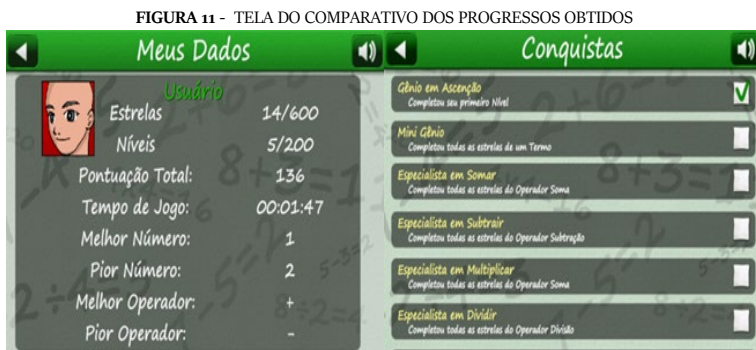 FIGURA 11 - TELA DO COMPARATIVO DOS PROGRESSOS OBTIDOS
Meus Dados
Usuário
Estrelas 14/600
Níveis 5/200
Pontuação Total: 136
Tempo de Jogo: 00:01:47
Melhor Número: 1
Pior Número: 2
Melhor Operador: +
Pior Operador: -
Conquistas
Gênio em Ascenção
Completou seu primeiro Nível
Mini Gênio
Completou todas as estrelas de um Termo
Especialista em Somar
Completou todas as estrelas do Operador Soma
Especialista em Subtrair
Completou todas as estrelas do Operador Subtração
Especialista em Multiplicar
Completou todas as estrelas do Operador Soma
Especialista em Dividir
Completou todas as estrelas do Operador Divisão